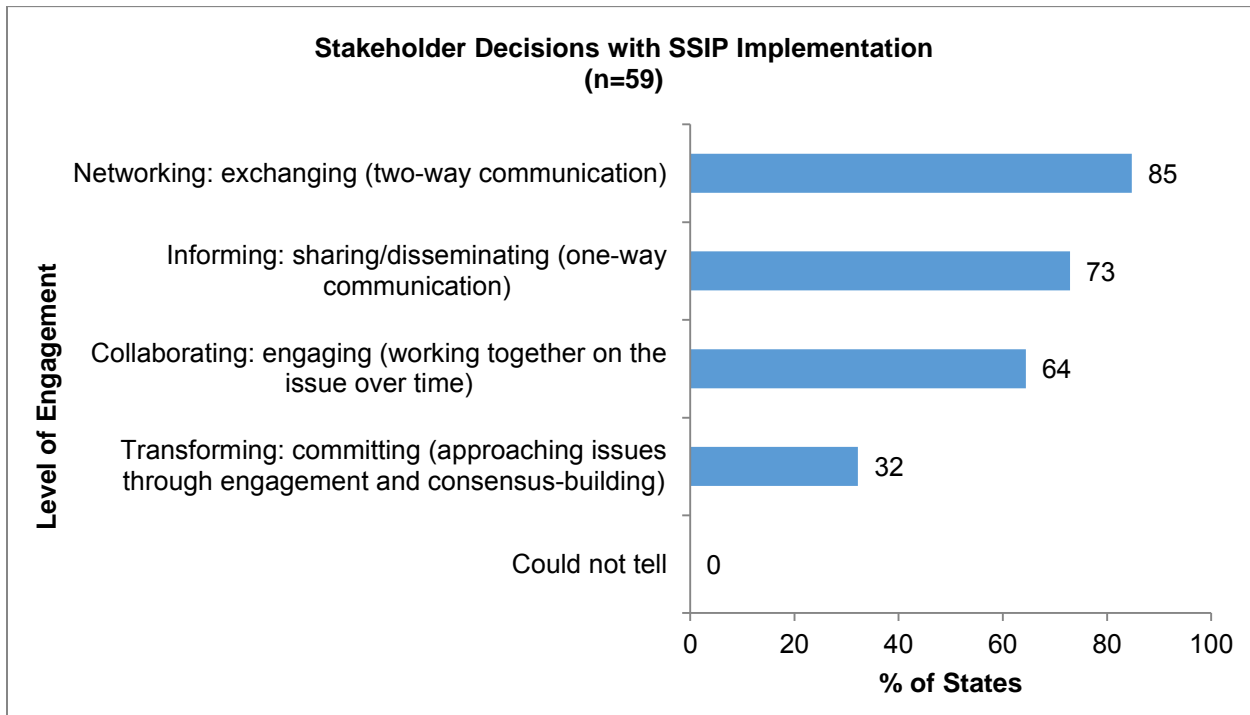 Stakeholder Decisions with SSIP Implementation
(n=59)
Level of Engagement
Networking: exchanging (two-way communication)
85
Informing: sharing/disseminating (one-way
communication)
73
Collaborating: engaging (working together on the
issue over time)
64
Transforming: committing (approaching issues
through engagement and consensus-building)
32
Could not tell
0
0 20 40 60 80 100
% of States